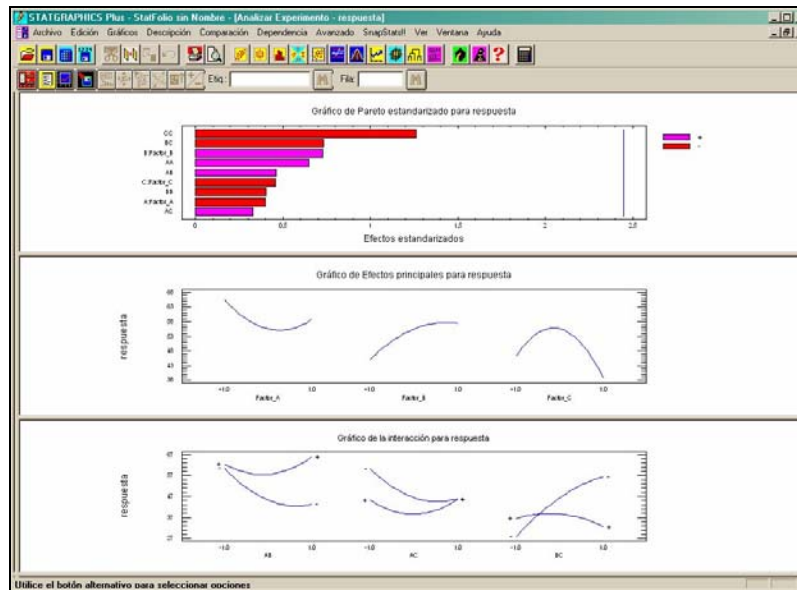 STATGRAPHICS Plus - StatFolio sin Nombre - [Analizar Experimento - respuesta]
Archivo Edición Gráficos Descripción Comparación Dependencia Avanzado SnapStats!! Ver Ventana Ayuda
Etiq.: Fila:
Gráfico de Pareto estandarizado para respuesta
CC
BC
B:Factor_B
AA
AB
C:Factor_C
BB
A:Factor_A
AC
+
-
0 0.5 1 1.5 2 2.5
Efectos estandarizados
Gráfico de Efectos principales para respuesta
respuesta
-1.0 1.0 -1.0 1.0 -1.0 1.0
Factor_A Factor_B Factor_C
Gráfico de la interacción para respuesta
respuesta
-1.0 1.0 -1.0 1.0 -1.0 1.0
AB AC BC
Utilice el botón alternativo para seleccionar opciones